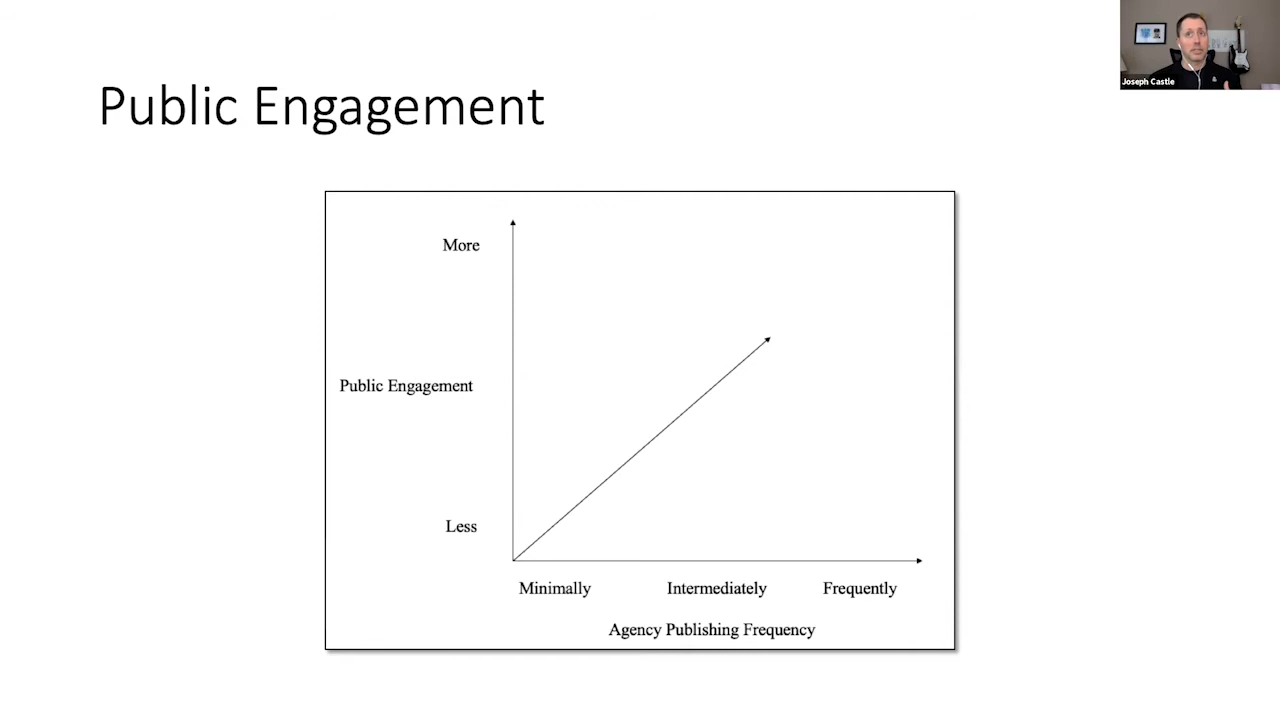 Joseph Castle
Public Engagement
More
Public Engagement
Less
Minimally Intermediately Frequently
Agency Publishing Frequency